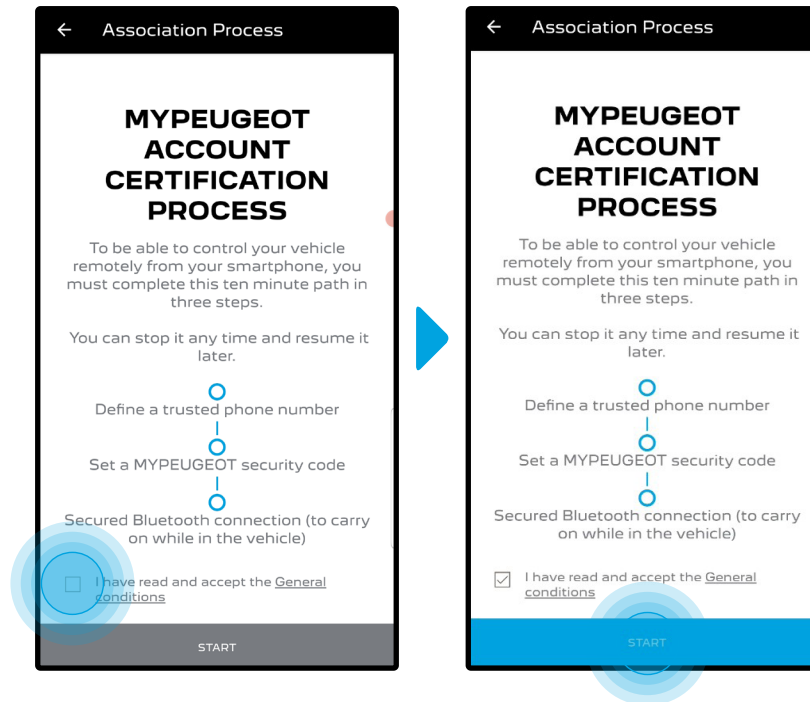 Association Process
MYPEUGEOT
ACCOUNT
CERTIFICATION
PROCESS
To be able to control your vehicle
remotely from your smartphone, you
must complete this ten minute path in
three steps.
You can stop it any time and resume it
later.
Define a trusted phone number
Set a MYPEUGEOT security code
Secured Bluetooth connection (to carry
on while in the vehicle)
I have read and accept the General
conditions
START
Association Process
MYPEUGEOT
ACCOUNT
CERTIFICATION
PROCESS
To be able to control your vehicle
remotely from your smartphone, you
must complete this ten minute path in
three steps.
You can stop it any time and resume it
later.
Define a trusted phone number
Set a MYPEUGEOT security code
Secured Bluetooth connection (to carry
on while in the vehicle)
I have read and accept the General
conditions
START